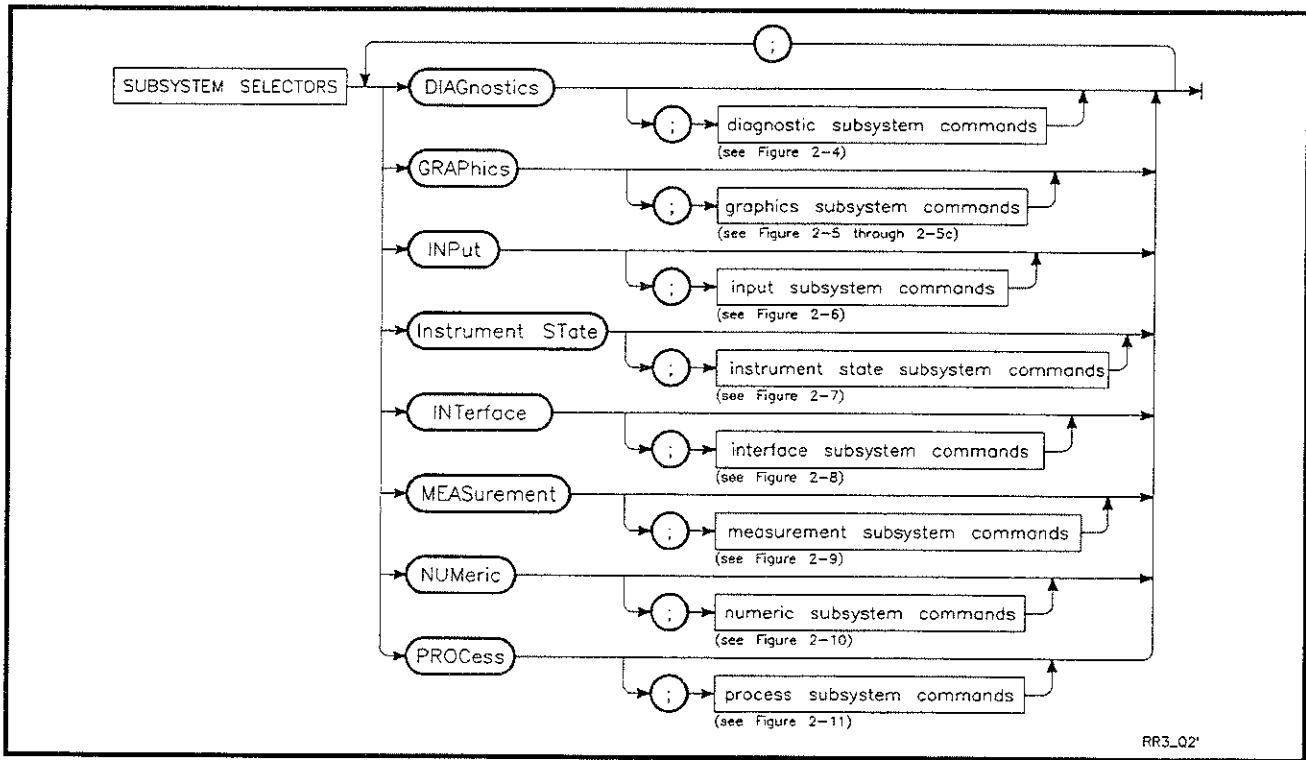 ;
SUBSYSTEM SELECTORS
DIAGnostics
; diagnostic subsystem commands
(see Figure 2-4)
GRAPhics
; graphics subsystem commands
(see Figure 2-5 through 2-5c)
INPut
; input subsystem commands
(see Figure 2-6)
Instrument STate
; instrument state subsystem commands
(see Figure 2-7)
INTerface
; interface subsystem commands
(see Figure 2-8)
MEASurement
; measurement subsystem commands
(see Figure 2-9)
NUMeric
; numeric subsystem commands
(see Figure 2-10)
PROCess
; process subsystem commands
(see Figure 2-11)
RR3_Q2'